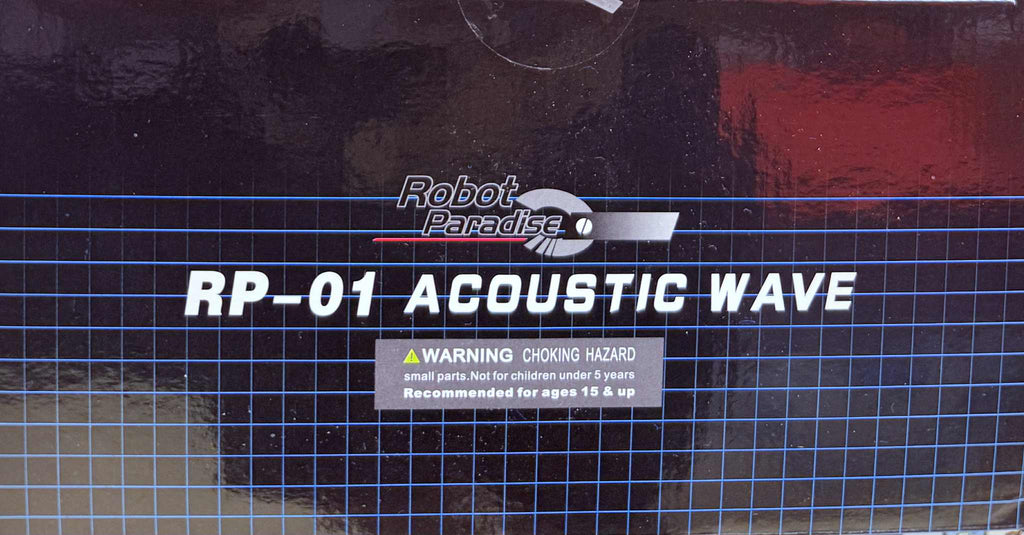 Robot
Paradise
RP-01 ACOUSTIC WAVE
WARNING CHOKING HAZARD
small parts.Not for children under 5 years
Recommended for ages 15 & up